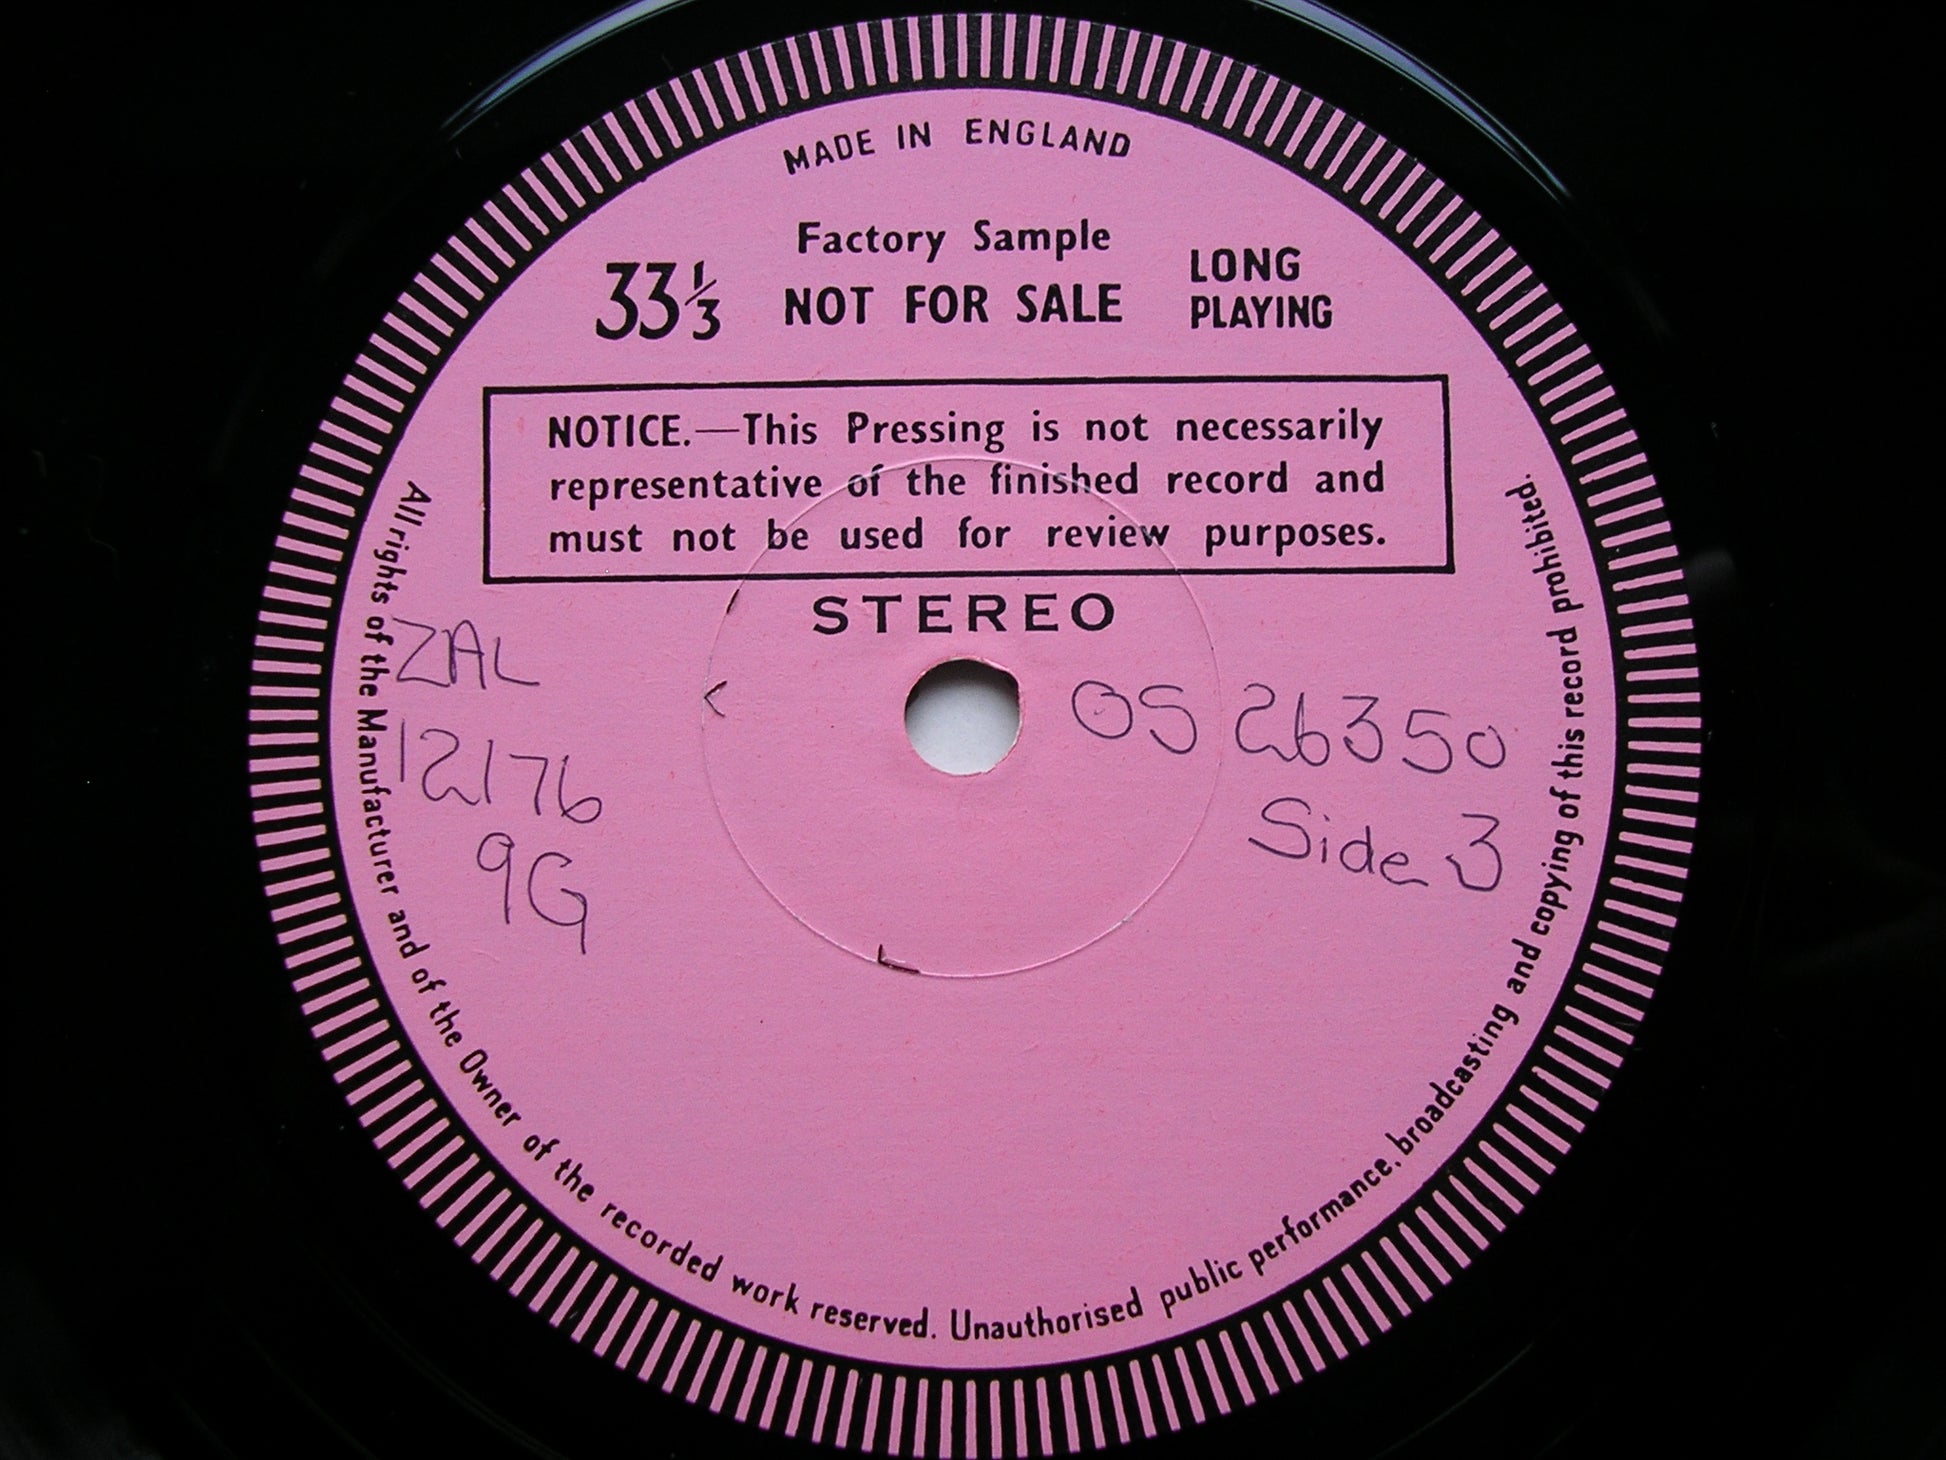 MADE IN ENGLAND
Factory Sample
33⅓ NOT FOR SALE
LONG
PLAYING
NOTICE.—This Pressing is not necessarily
representative of the finished record and
must not be used for review purposes.
STEREO
ZAL
12176
9G
OS 26350
Side 3
All rights of the Manufacturer and of the Owner of the recorded work reserved. Unauthorised public performance, broadcasting and copying of this record prohibited.